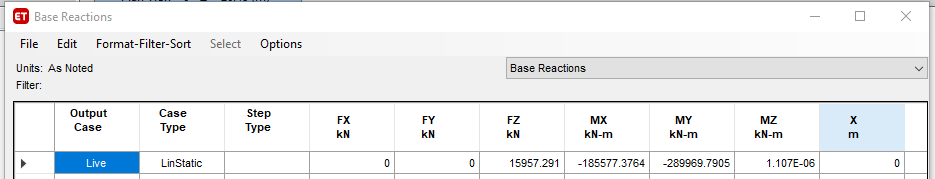 ET Base Reactions
File Edit Format-Filter-Sort Select Options
Units: As Noted Base Reactions
Filter:
Output Case Case Type Step Type FX kN FY kN FZ kN MX kN-m MY kN-m MZ kN-m X m
Live LinStatic 0 0 15957.291 -185577.3764 -289969.7905 1.107E-06 0